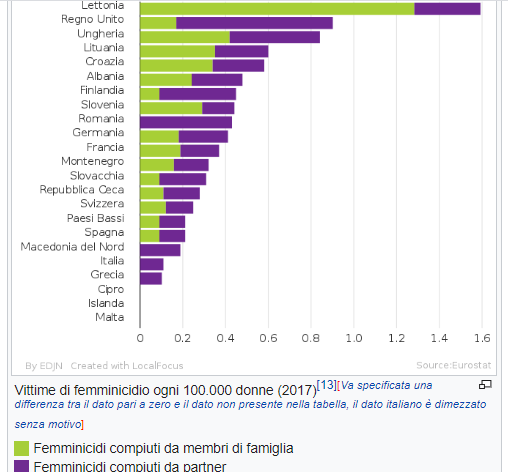 Lettonia
Regno Unito
Ungheria
Lituania
Croazia
Albania
Finlandia
Slovenia
Romania
Germania
Francia
Montenegro
Slovacchia
Repubblica Ceca
Svizzera
Paesi Bassi
Spagna
Macedonia del Nord
Italia
Grecia
Cipro
Islanda
Malta
0 0.2 0.4 0.6 0.8 1.0 1.2 1.4 1.6
By EDJN Created with LocalFocus Source:Eurostat
Vittime di femminicidio ogni 100.000 donne (2017)[13][Va specificata una
differenza tra il dato pari a zero e il dato non presente nella tabella, il dato italiano è dimezzato
senza motivo]
Femminicidi compiuti da membri di famiglia
Femminicidi compiuti da partner